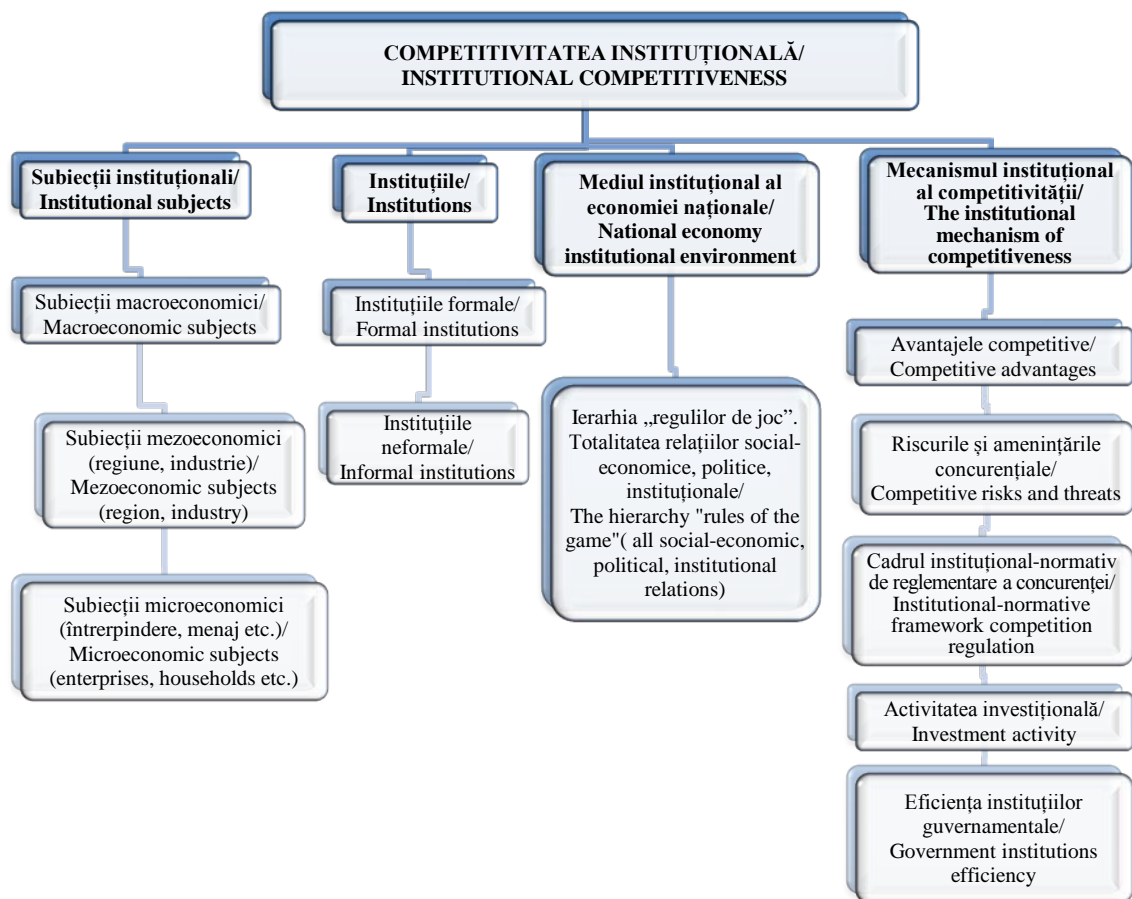 COMPETITIVITATEA INSTITUȚIONALĂ/
INSTITUTIONAL COMPETITIVENESS
Subiecții instituționali/
Institutional subjects
Subiecții macroeconomici/
Macroeconomic subjects
Subiecții mezoeconomici
(regiune, industrie)/
Mezoeconomic subjects
(region, industry)
Subiecții microeconomici
(întrerpindere, menaj etc.)/
Microeconomic subjects
(enterprises, households etc.)
Instituțiile/
Institutions
Instituțiile formale/
Formal institutions
Instituțiile
neformale/
Informal institutions
Mediul instituțional al
economiei naționale/
National economy
institutional environment
Ierarhia „regulilor de joc”.
Totalitatea relațiilor social-
economice, politice,
instituționale/
The hierarchy "rules of the
game"( all social-economic,
political, institutional
relations)
Mecanismul instituțional
al competitivității/
The institutional
mechanism of
competitiveness
Avantajele competitive/
Competitive advantages
Riscurile și amenințările
concurențiale/
Competitive risks and threats
Cadrul instituțional-normativ
de reglementare a concurenței/
Institutional-normative
framework competition
regulation
Activitatea investițională/
Investment activity
Eficiența instituțiilor
guvernamentale/
Government institutions
efficiency